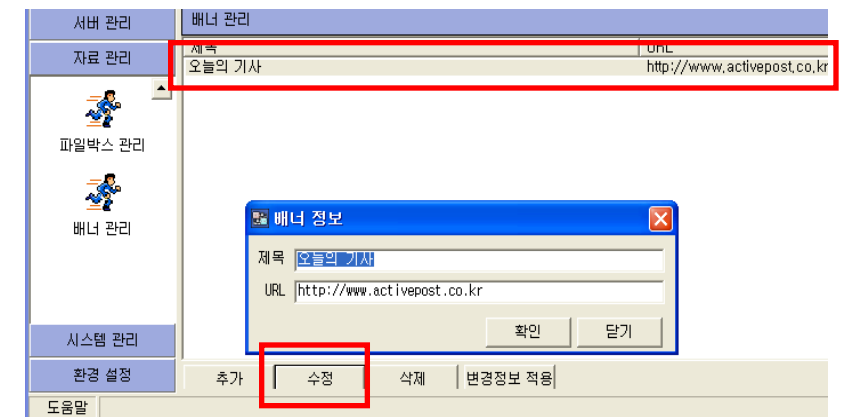 서버 관리
배너 관리
자료 관리
제목 URL
오늘의 기사 http://www.activepost.co.kr
파일박스 관리
배너 관리
배너 정보
제목 오늘의 기사
URL http://www.activepost.co.kr
확인 닫기
시스템 관리
환경 설정
추가 수정 삭제 변경정보 적용
도움말